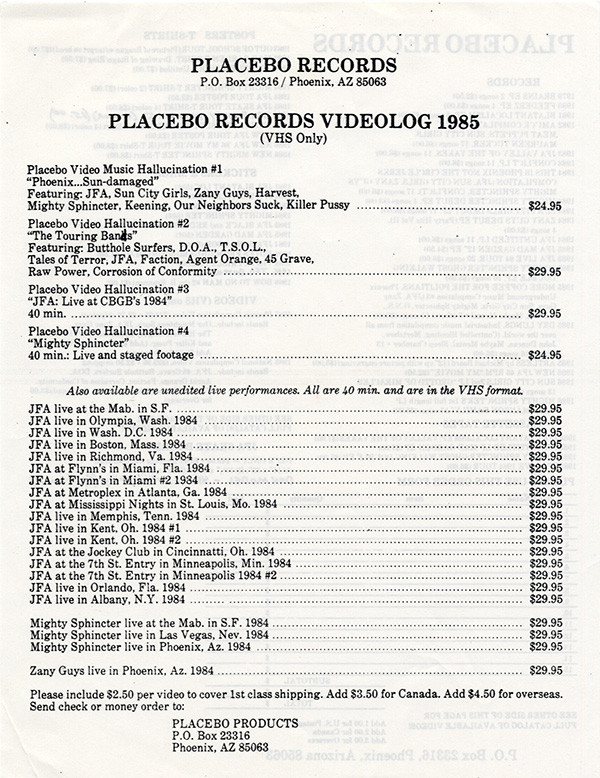 PLACEBO RECORDS
P.O. Box 23316 / Phoenix, AZ 85063
PLACEBO RECORDS VIDEOLOG 1985
(VHS Only)
Placebo Video Music Hallucination #1
"Phoenix...Sun-damaged"
Featuring: JFA, Sun City Girls, Zany Guys, Harvest,
Mighty Sphincter, Keening, Our Neighbors Suck, Killer Pussy ........ $24.95
Placebo Video Hallucination #2
"The Touring Bands"
Featuring: Butthole Surfers, D.O.A., T.S.O.L.,
Tales of Terror, JFA, Faction, Agent Orange, 45 Grave,
Raw Power, Corrosion of Conformity ........ $29.95
Placebo Video Hallucination #3
"JFA: Live at CBGB's 1984"
40 min. ........ $29.95
Placebo Video Hallucination #4
"Mighty Sphincter"
40 min.: Live and staged footage ........ $24.95
Also available are unedited live performances. All are 40 min. and are in the VHS format.
JFA live at the Mab. in S.F. ........ $29.95
JFA live in Olympia, Wash. 1984 ........ $29.95
JFA live in Wash. D.C. 1984 ........ $29.95
JFA live in Boston, Mass. 1984 ........ $29.95
JFA live in Richmond, Va. 1984 ........ $29.95
JFA at Flynn's in Miami, Fla. 1984 ........ $29.95
JFA at Flynn's in Miami #2 1984 ........ $29.95
JFA at Metroplex in Atlanta, Ga. 1984 ........ $29.95
JFA at Mississippi Nights in St. Louis, Mo. 1984 ........ $29.95
JFA live in Memphis, Tenn. 1984 ........ $29.95
JFA live in Kent, Oh. 1984 #1 ........ $29.95
JFA live in Kent, Oh. 1984 #2 ........ $29.95
JFA at the Jockey Club in Cincinnatti, Oh. 1984 ........ $29.95
JFA at the 7th St. Entry in Minneapolis, Min. 1984 ........ $29.95
JFA at the 7th St. Entry in Minneapolis 1984 #2 ........ $29.95
JFA live in Orlando, Fla. 1984 ........ $29.95
JFA live in Albany, N.Y. 1984 ........ $29.95
Mighty Sphincter live at the Mab. in S.F. 1984 ........ $29.95
Mighty Sphincter live in Las Vegas, Nev. 1984 ........ $29.95
Mighty Sphincter live in Phoenix, Az. 1984 ........ $29.95
Zany Guys live in Phoenix, Az. 1984 ........ $29.95
Please include $2.50 per video to cover 1st class shipping. Add $3.50 for Canada. Add $4.50 for overseas.
Send check or money order to:
PLACEBO PRODUCTS
P.O. Box 23316
Phoenix, AZ 85063